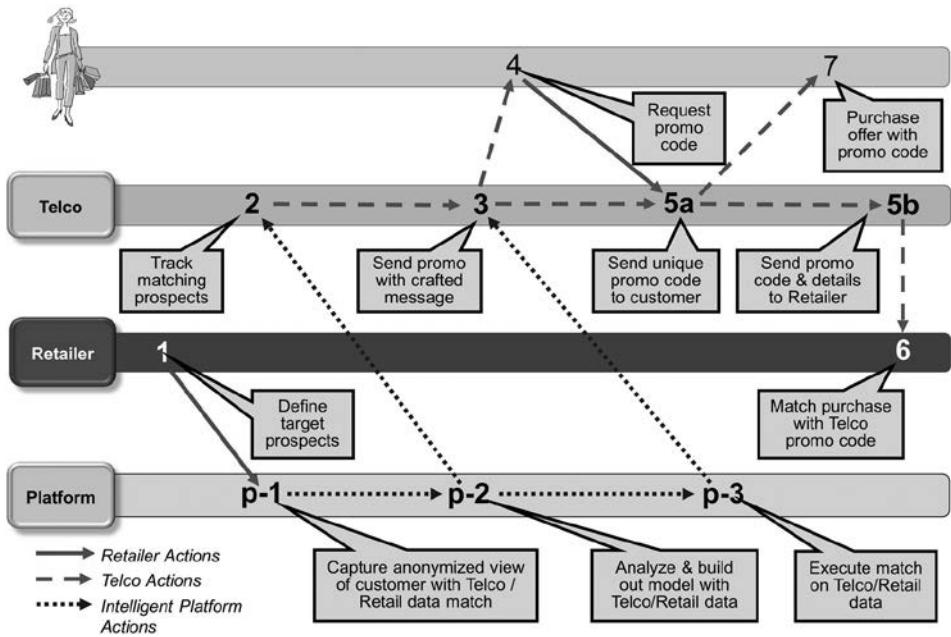 4
7
Request
promo
code
Purchase
offer with
promo code
Telco
2
3
5a
5b
Track
matching
prospects
Send promo
with crafted
message
Send unique
promo code
to customer
Send promo
code & details
to Retailer
Retailer
1
6
Define
target
prospects
Match purchase
with Telco
promo code
Platform
p-1
p-2
p-3
Retailer Actions
Telco Actions
Intelligent Platform
Actions
Capture anonymized view
of customer with Telco /
Retail data match
Analyze & build
out model with
Telco/Retail data
Execute match
on Telco/Retail
data